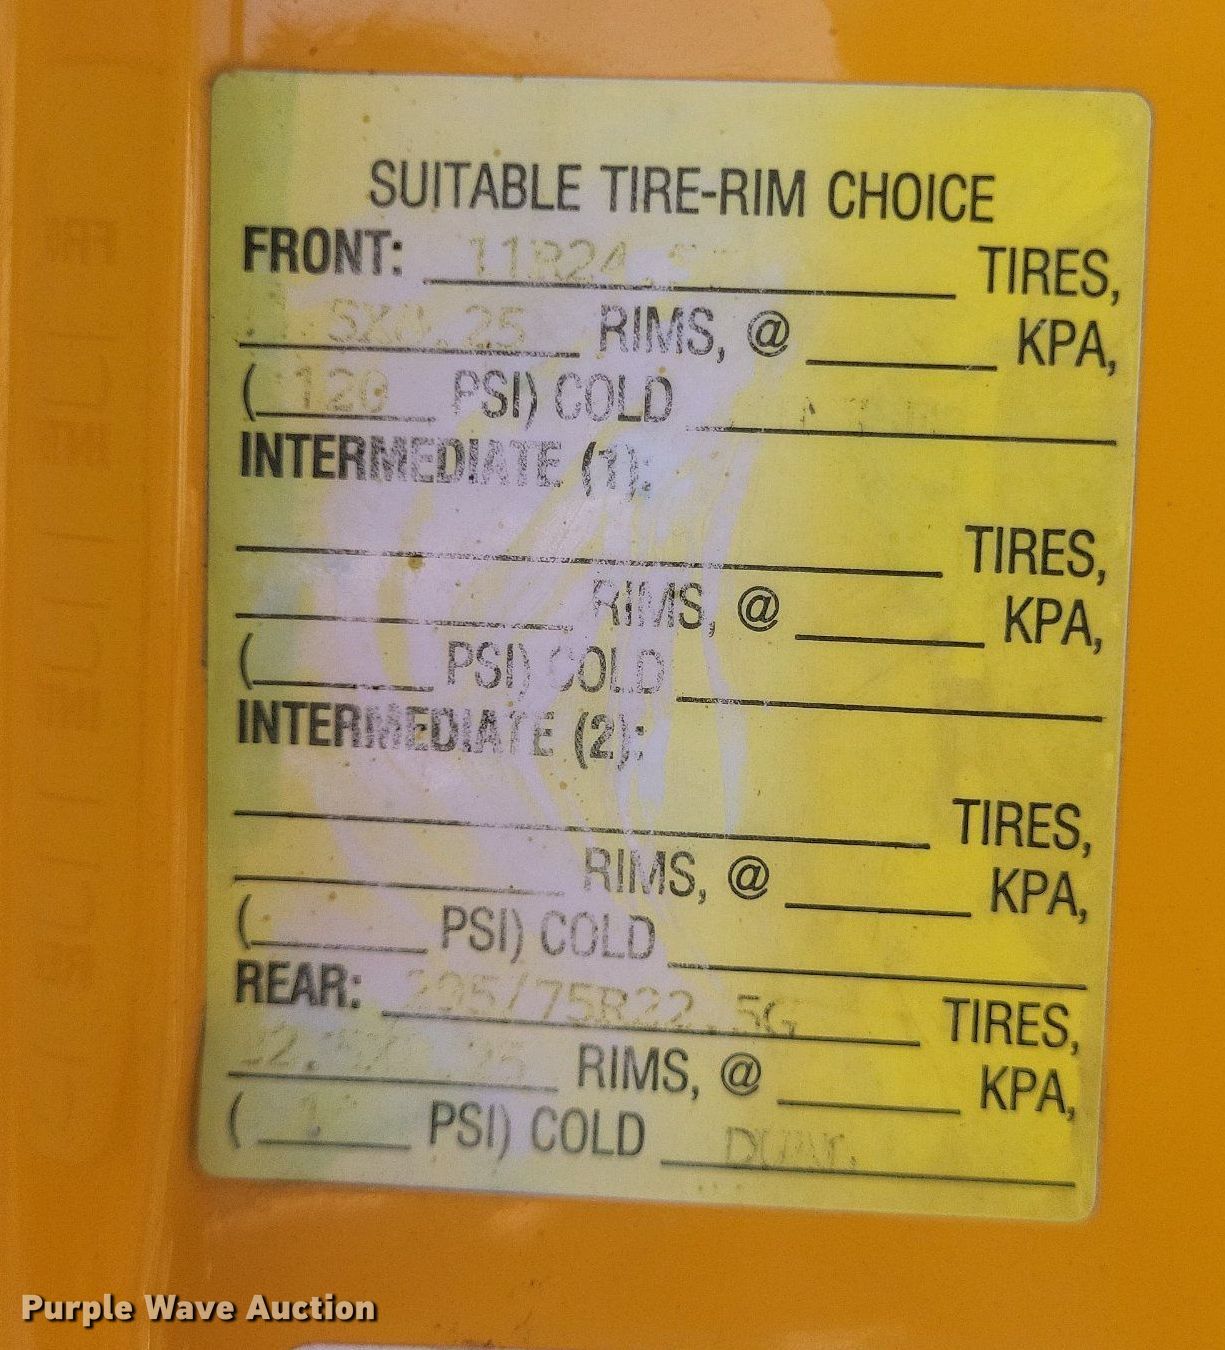 SUITABLE TIRE-RIM CHOICE
FRONT: 11R24.5 TIRES,
RIMS, @ KPA,
( 120 PSI) COLD
INTERMEDIATE (1):
TIRES,
RIMS, @ KPA,
( PSI) COLD
INTERMEDIATE (2):
TIRES,
RIMS, @ KPA,
( PSI) COLD
REAR: 295/75R22.5G TIRES,
RIMS, @ KPA,
( PSI) COLD DUAL
Purple Wave Auction